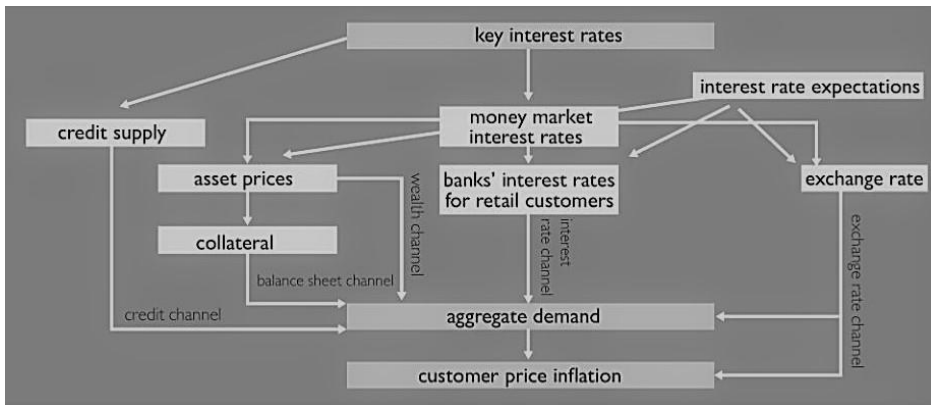 key interest rates
interest rate expectations
credit supply
money market
interest rates
asset prices
banks' interest rates
for retail customers
exchange rate
wealth channel
collateral
interest
rate channel
exchange rate channel
balance sheet channel
credit channel
aggregate demand
customer price inflation